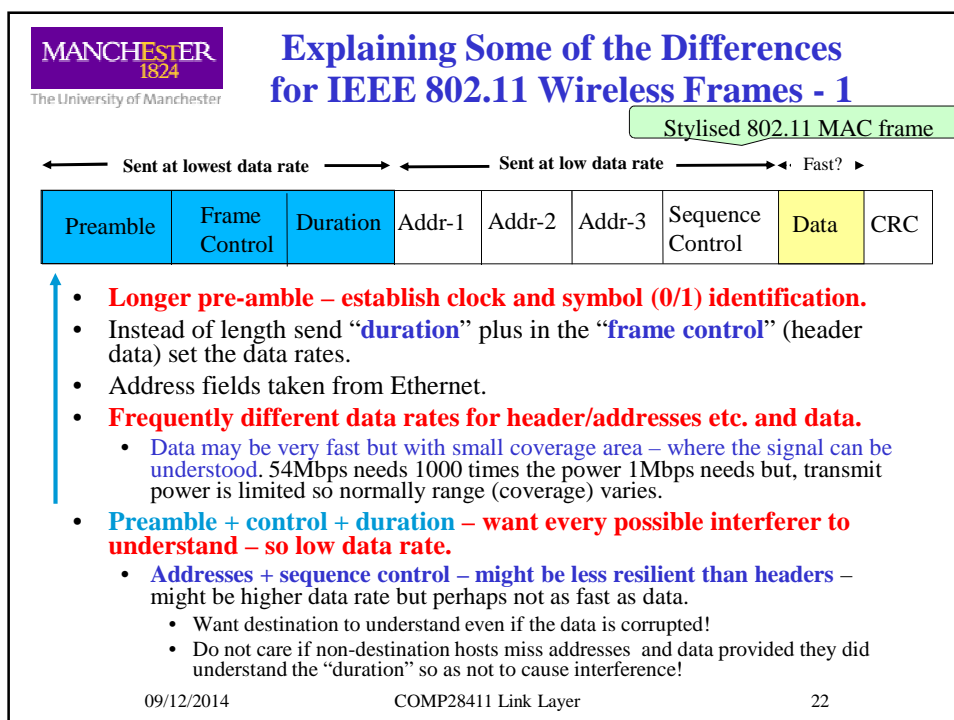 MANCHESTER
1824
The University of Manchester
Explaining Some of the Differences
for IEEE 802.11 Wireless Frames - 1
Stylised 802.11 MAC frame
Sent at lowest data rate
Sent at low data rate
Fast?
Preamble
Frame
Control
Duration
Addr-1
Addr-2
Addr-3
Sequence
Control
Data
CRC
• Longer pre-amble – establish clock and symbol (0/1) identification.
• Instead of length send “duration” plus in the “frame control” (header
data) set the data rates.
• Address fields taken from Ethernet.
• Frequently different data rates for header/addresses etc. and data.
• Data may be very fast but with small coverage area – where the signal can be
understood. 54Mbps needs 1000 times the power 1Mbps needs but, transmit
power is limited so normally range (coverage) varies.
• Preamble + control + duration – want every possible interferer to
understand – so low data rate.
• Addresses + sequence control – might be less resilient than headers –
might be higher data rate but perhaps not as fast as data.
• Want destination to understand even if the data is corrupted!
• Do not care if non-destination hosts miss addresses and data provided they did
understand the “duration” so as not to cause interference!
09/12/2014
COMP28411 Link Layer
22